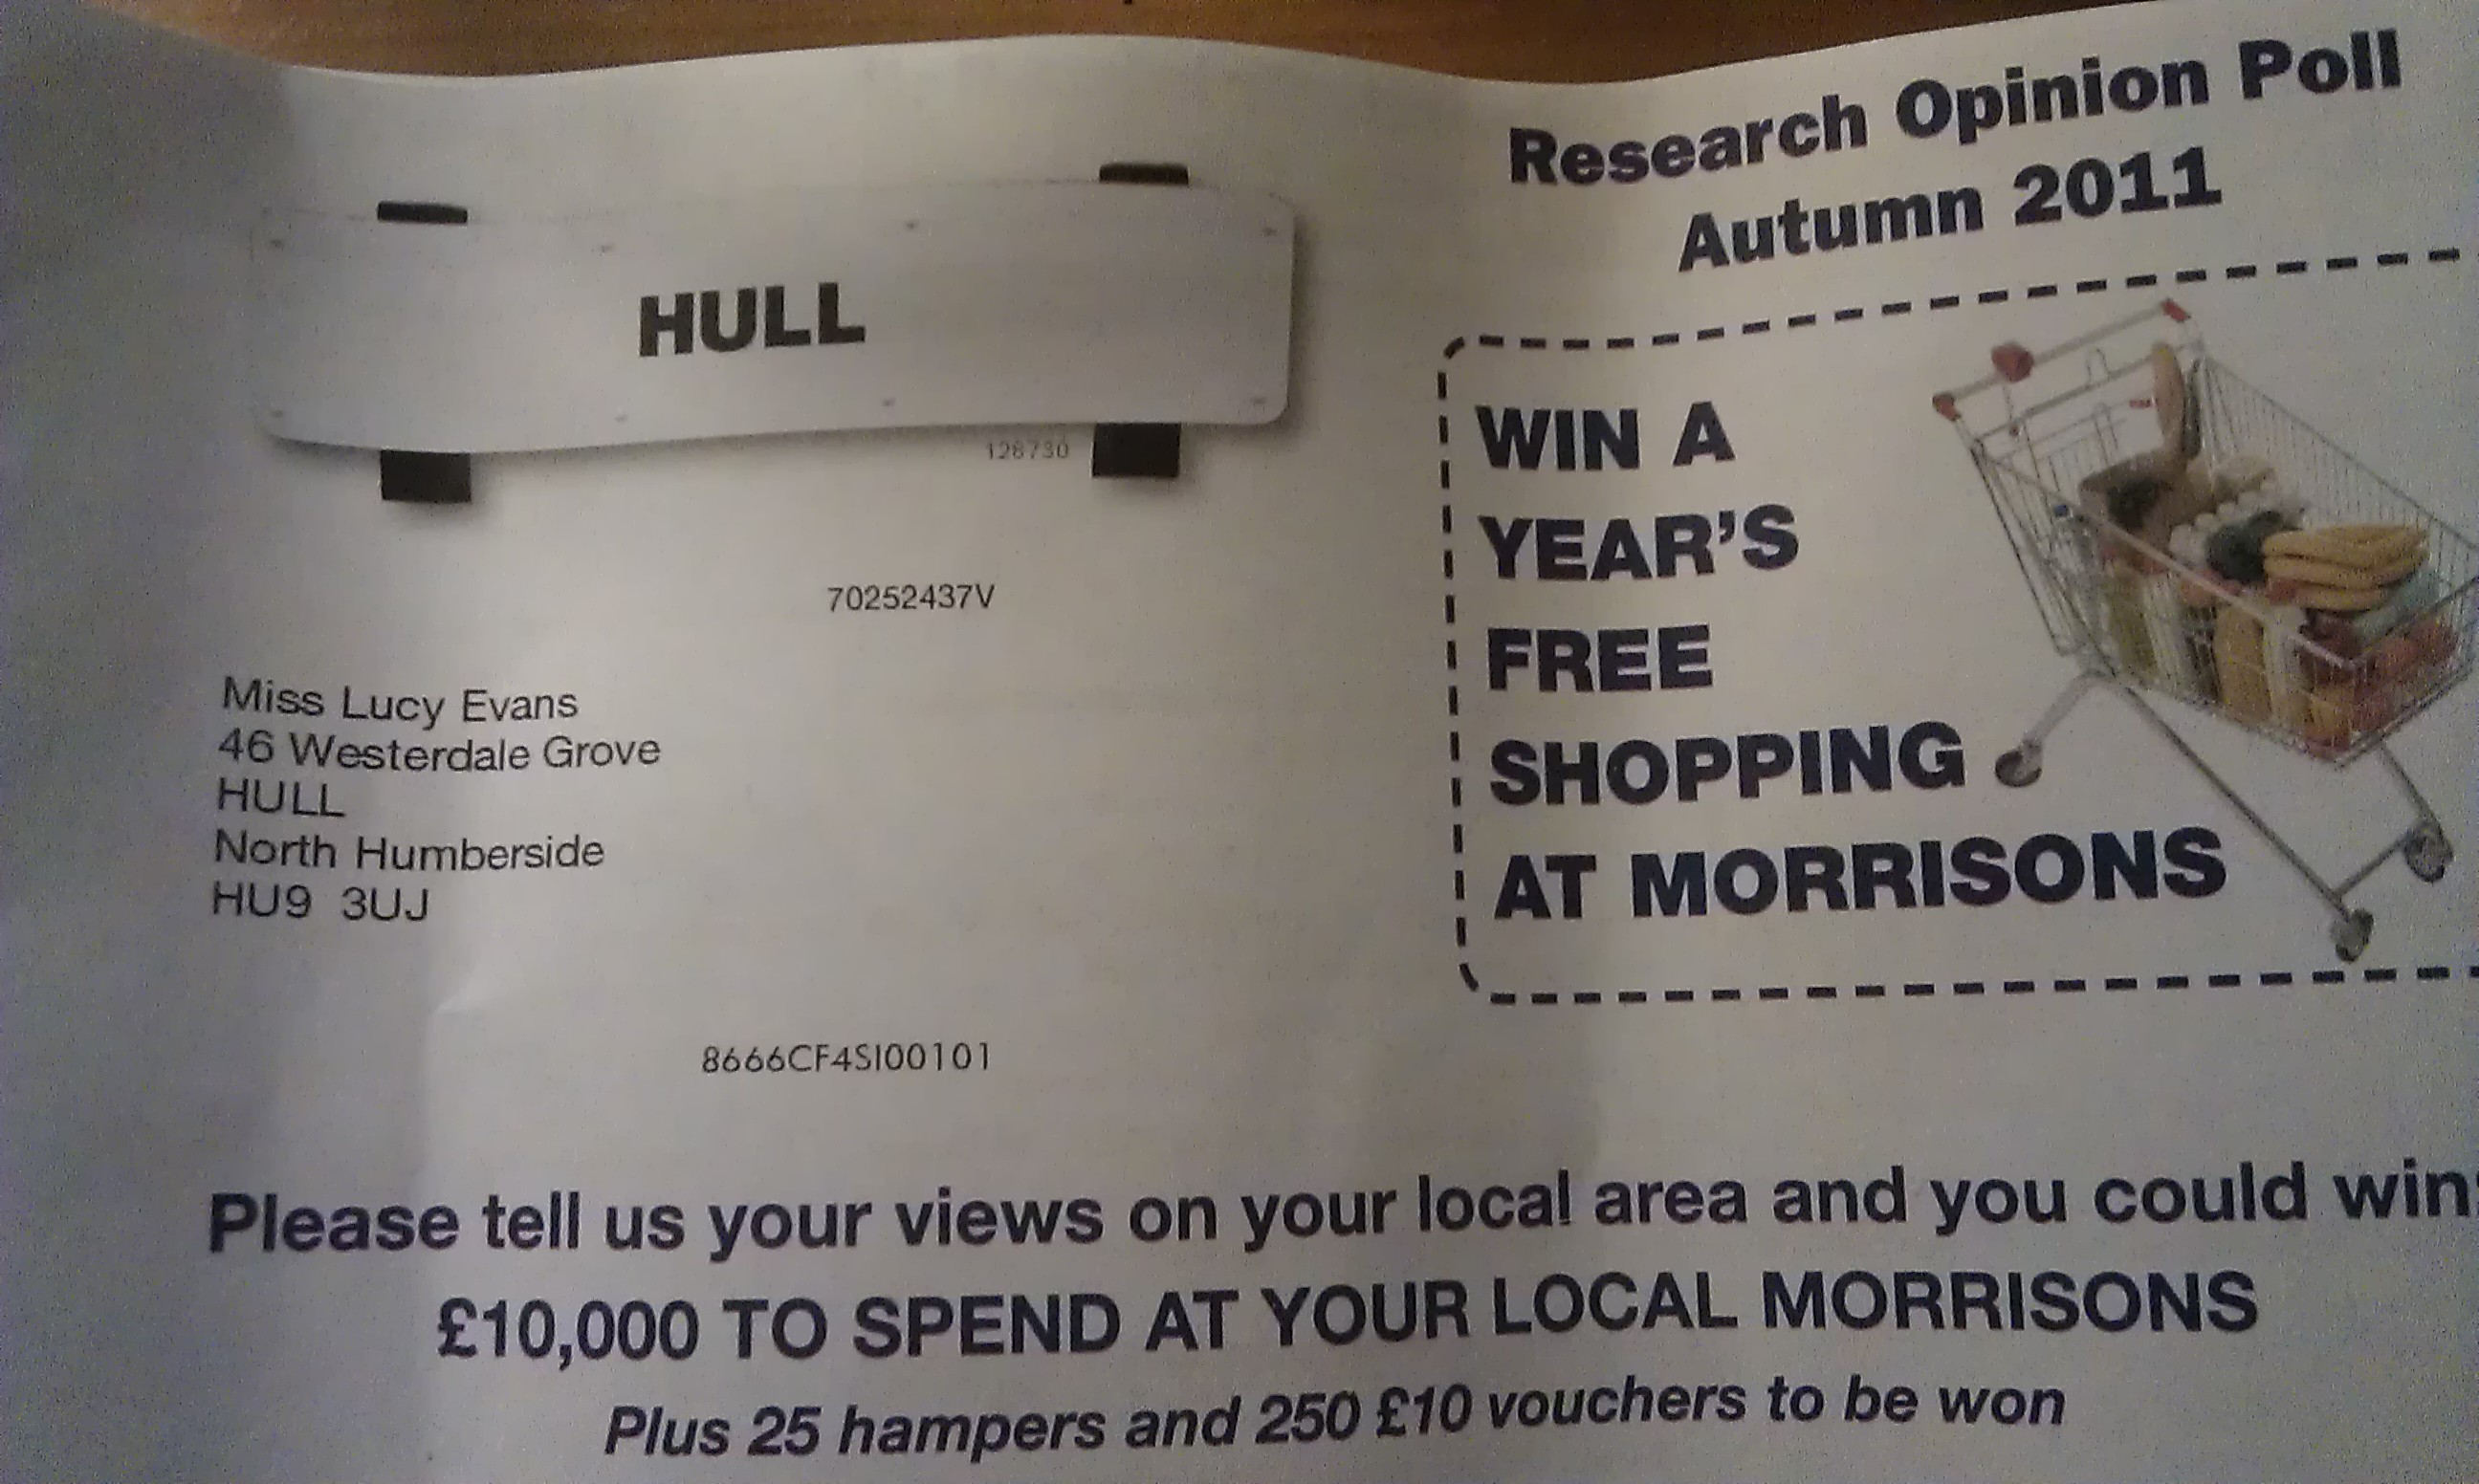 Research Opinion Poll
Autumn 2011
HULL
128730
70252437V
Miss Lucy Evans
46 Westerdale Grove
HULL
North Humberside
HU9 3UJ
8666CF4SI00101
WIN A
YEAR'S
FREE
SHOPPING
AT MORRISONS
Please tell us your views on your local area and you could win:
£10,000 TO SPEND AT YOUR LOCAL MORRISONS
Plus 25 hampers and 250 £10 vouchers to be won